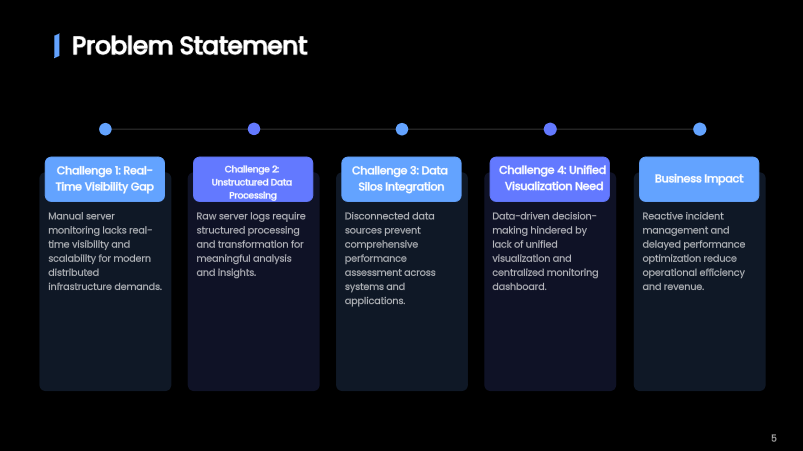 Problem Statement
Challenge 1: Real-
Time Visibility Gap
Manual server
monitoring lacks real-
time visibility and
scalability for modern
distributed
infrastructure demands.
Challenge 2:
Unstructured Data
Processing
Raw server logs require
structured processing
and transformation for
meaningful analysis
and insights.
Challenge 3: Data
Silos Integration
Disconnected data
sources prevent
comprehensive
performance
assessment across
systems and
applications.
Challenge 4: Unified
Visualization Need
Data-driven decision-
making hindered by
lack of unified
visualization and
centralized monitoring
dashboard.
Business Impact
Reactive incident
management and
delayed performance
optimization reduce
operational efficiency
and revenue.
5